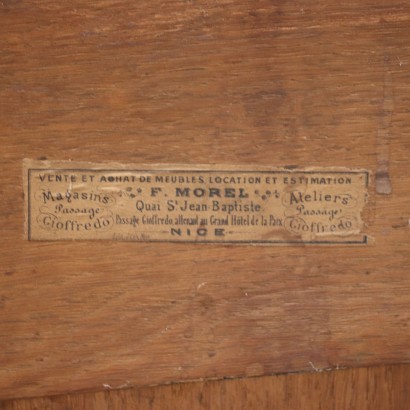 VENTE ET ACHAT DE MEUBLES, LOCATION ET ESTIMATION
Magasins
Passage
Gioffredo
F. MOREL
Quai St Jean Baptiste.
Passage Gioffredo attenant au Grand Hôtel de la Paix
NICE
Ateliers
Passage
Gioffredo